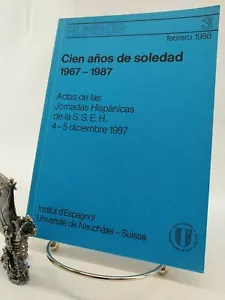 3
febrero 1988
Cien años de soledad
1967 – 1987
Actas de las
Jornadas Hispánicas
de la S.S.E.H.
4-5 diciembre 1987
Institut d'Espagnol
Université de Neuchâtel – Suisse